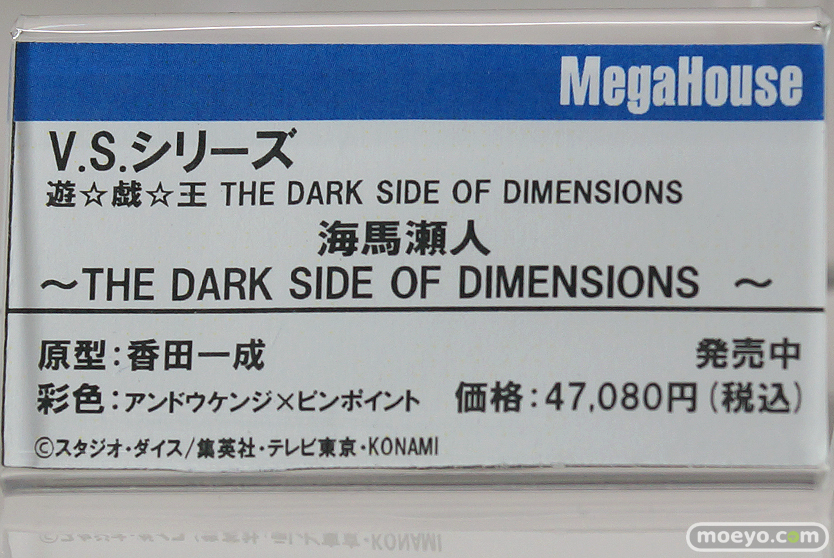 MegaHouse
V.S.シリーズ
遊☆戯☆王 THE DARK SIDE OF DIMENSIONS
海馬瀬人
～THE DARK SIDE OF DIMENSIONS ～
原型:香田一成 発売中
彩色:アンドウケンジ×ピンポイント 価格:47,080円(税込)
©スタジオ・ダイス/集英社・テレビ東京・KONAMI
moeyo.com